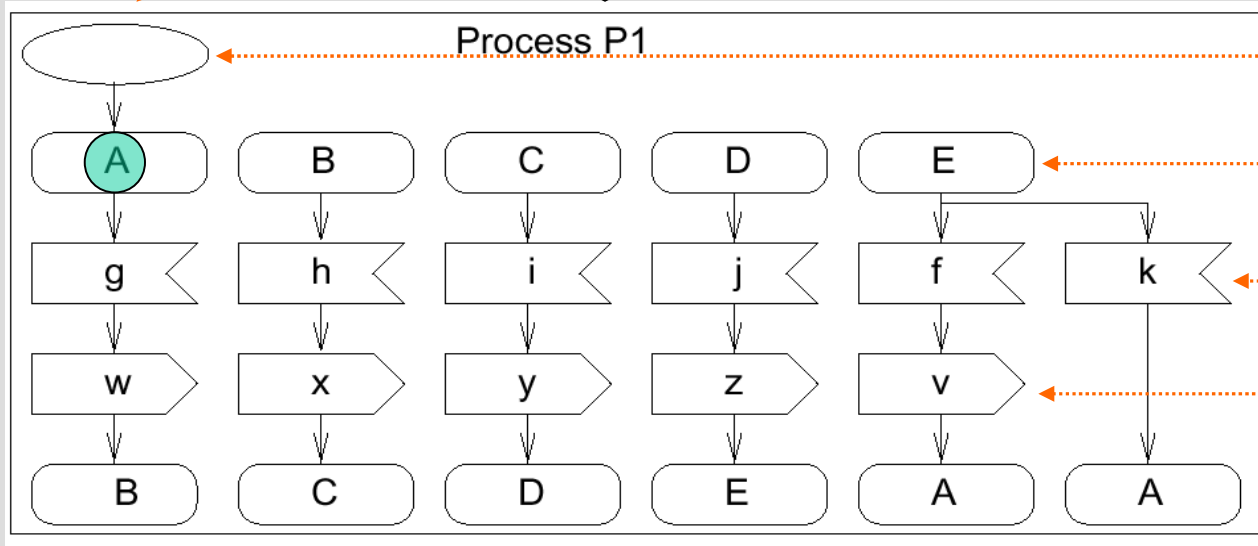 Process P1
A B C D E
g h i j f k
w x y z v
B C D E A A